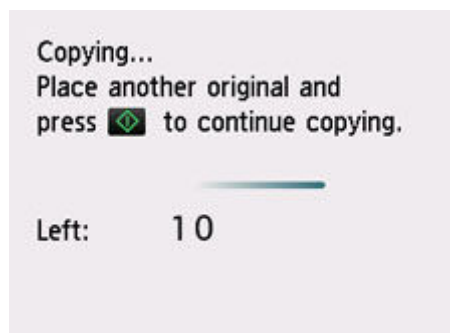 Copying...
Place another original and
press to continue copying.
Left: 10